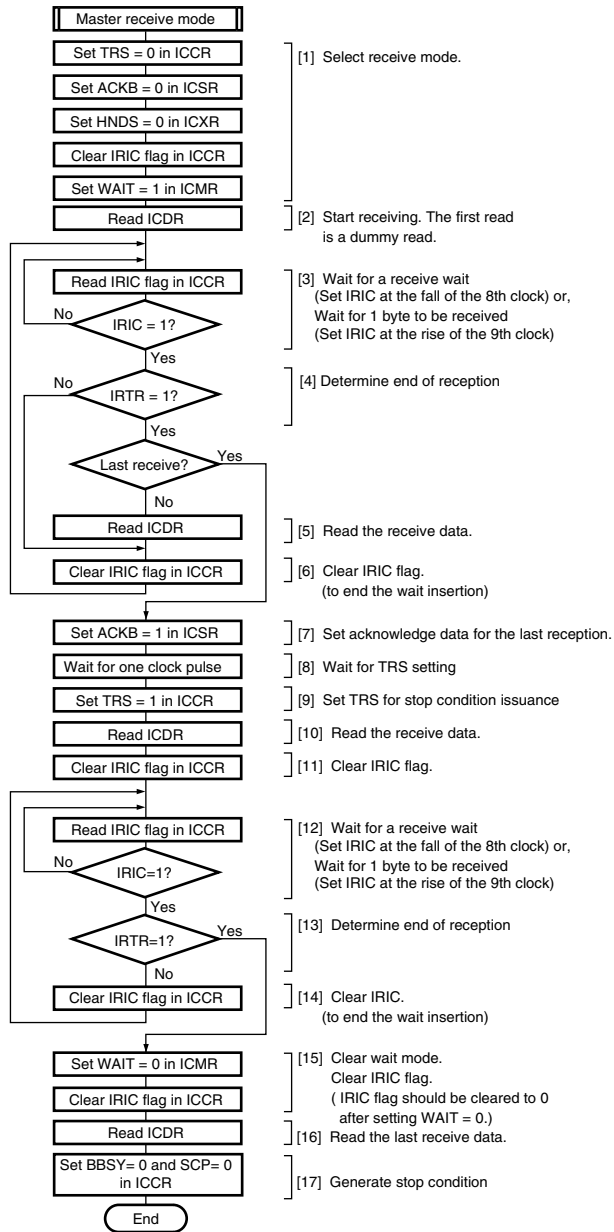 Master receive mode
Set TRS = 0 in ICCR
[1] Select receive mode.
Set ACKB = 0 in ICSR
Set HNDS = 0 in ICXR
Clear IRIC flag in ICCR
Set WAIT = 1 in ICMR
Read ICDR
[2] Start receiving. The first read
is a dummy read.
Read IRIC flag in ICCR
[3] Wait for a receive wait
(Set IRIC at the fall of the 8th clock) or,
Wait for 1 byte to be received
(Set IRIC at the rise of the 9th clock)
No
IRIC = 1?
Yes
No
IRTR = 1?
[4] Determine end of reception
Yes
Last receive?
Yes
No
Read ICDR
[5] Read the receive data.
Clear IRIC flag in ICCR
[6] Clear IRIC flag.
(to end the wait insertion)
Set ACKB = 1 in ICSR
[7] Set acknowledge data for the last reception.
Wait for one clock pulse
[8] Wait for TRS setting
Set TRS = 1 in ICCR
[9] Set TRS for stop condition issuance
Read ICDR
[10] Read the receive data.
Clear IRIC flag in ICCR
[11] Clear IRIC flag.
Read IRIC flag in ICCR
[12] Wait for a receive wait
(Set IRIC at the fall of the 8th clock) or,
Wait for 1 byte to be received
(Set IRIC at the rise of the 9th clock)
No
IRIC=1?
Yes
IRTR=1?
Yes
[13] Determine end of reception
No
Clear IRIC flag in ICCR
[14] Clear IRIC.
(to end the wait insertion)
Set WAIT = 0 in ICMR
[15] Clear wait mode.
Clear IRIC flag.
( IRIC flag should be cleared to 0
after setting WAIT = 0.)
Clear IRIC flag in ICCR
Read ICDR
[16] Read the last receive data.
Set BBSY= 0 and SCP= 0
in ICCR
[17] Generate stop condition
End